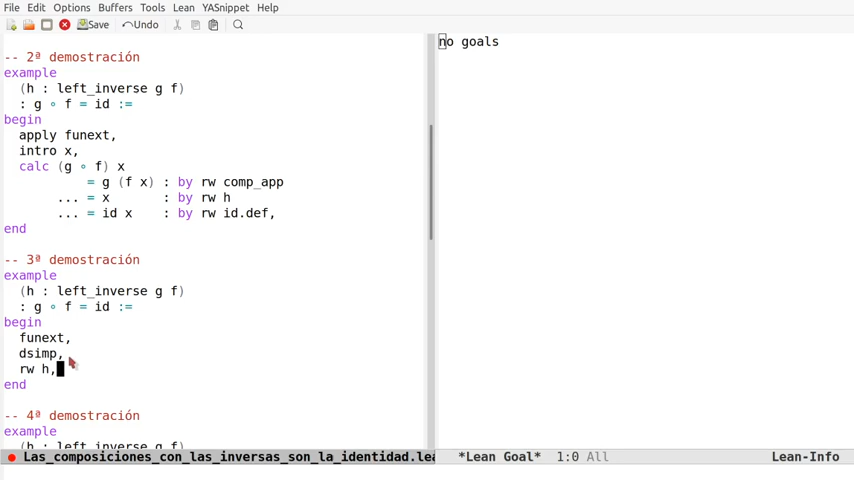 File Edit Options Buffers Tools Lean YASnippet Help
Save Undo
-- 2ª demostración
example
(h : left_inverse g f)
: g ∘ f = id :=
begin
apply funext,
intro x,
calc (g ∘ f) x
= g (f x) : by rw comp_app
... = x : by rw h
... = id x : by rw id.def,
end
-- 3ª demostración
example
(h : left_inverse g f)
: g ∘ f = id :=
begin
funext,
dsimp,
rw h,
end
-- 4ª demostración
example
(h : left_inverse g f)
Las_composiciones_con_las_inversas_son_la_identidad.lea
no goals
*Lean Goal* 1:0 All Lean-Info